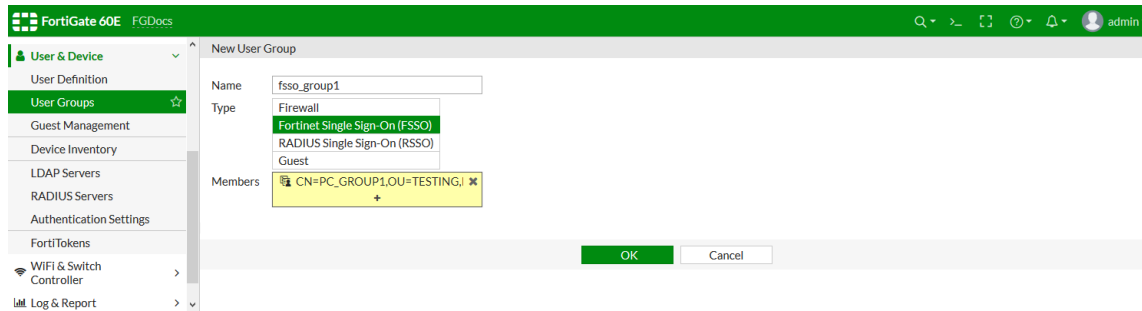 FortiGate 60E FGDocs
>_ admin
User & Device
User Definition
User Groups
Guest Management
Device Inventory
LDAP Servers
RADIUS Servers
Authentication Settings
FortiTokens
WiFi & Switch
Controller
Log & Report
New User Group
Name fsso_group1
Type Firewall
Fortinet Single Sign-On (FSSO)
RADIUS Single Sign-On (RSSO)
Guest
Members CN=PC_GROUP1,OU=TESTING,
+
OK Cancel